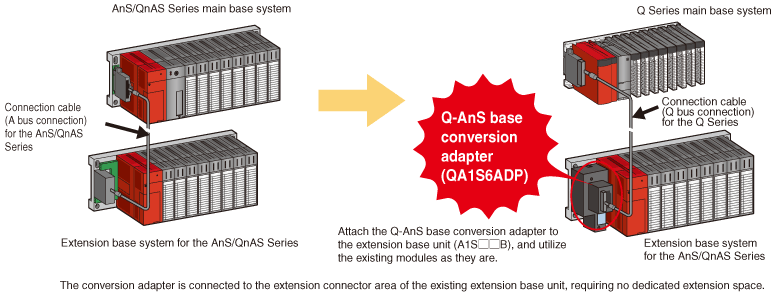 AnS/QnAS Series main base system
Connection cable
(A bus connection)
for the AnS/QnAS
Series
Extension base system for the AnS/QnAS Series
Q-AnS base
conversion
adapter
(QA1S6ADP)
Attach the Q-AnS base conversion adapter to
the extension base unit (A1S□□B), and utilize
the existing modules as they are.
Q Series main base system
Connection cable
(Q bus connection)
for the Q Series
Extension base system
for the AnS/QnAS Series
The conversion adapter is connected to the extension connector area of the existing extension base unit, requiring no dedicated extension space.